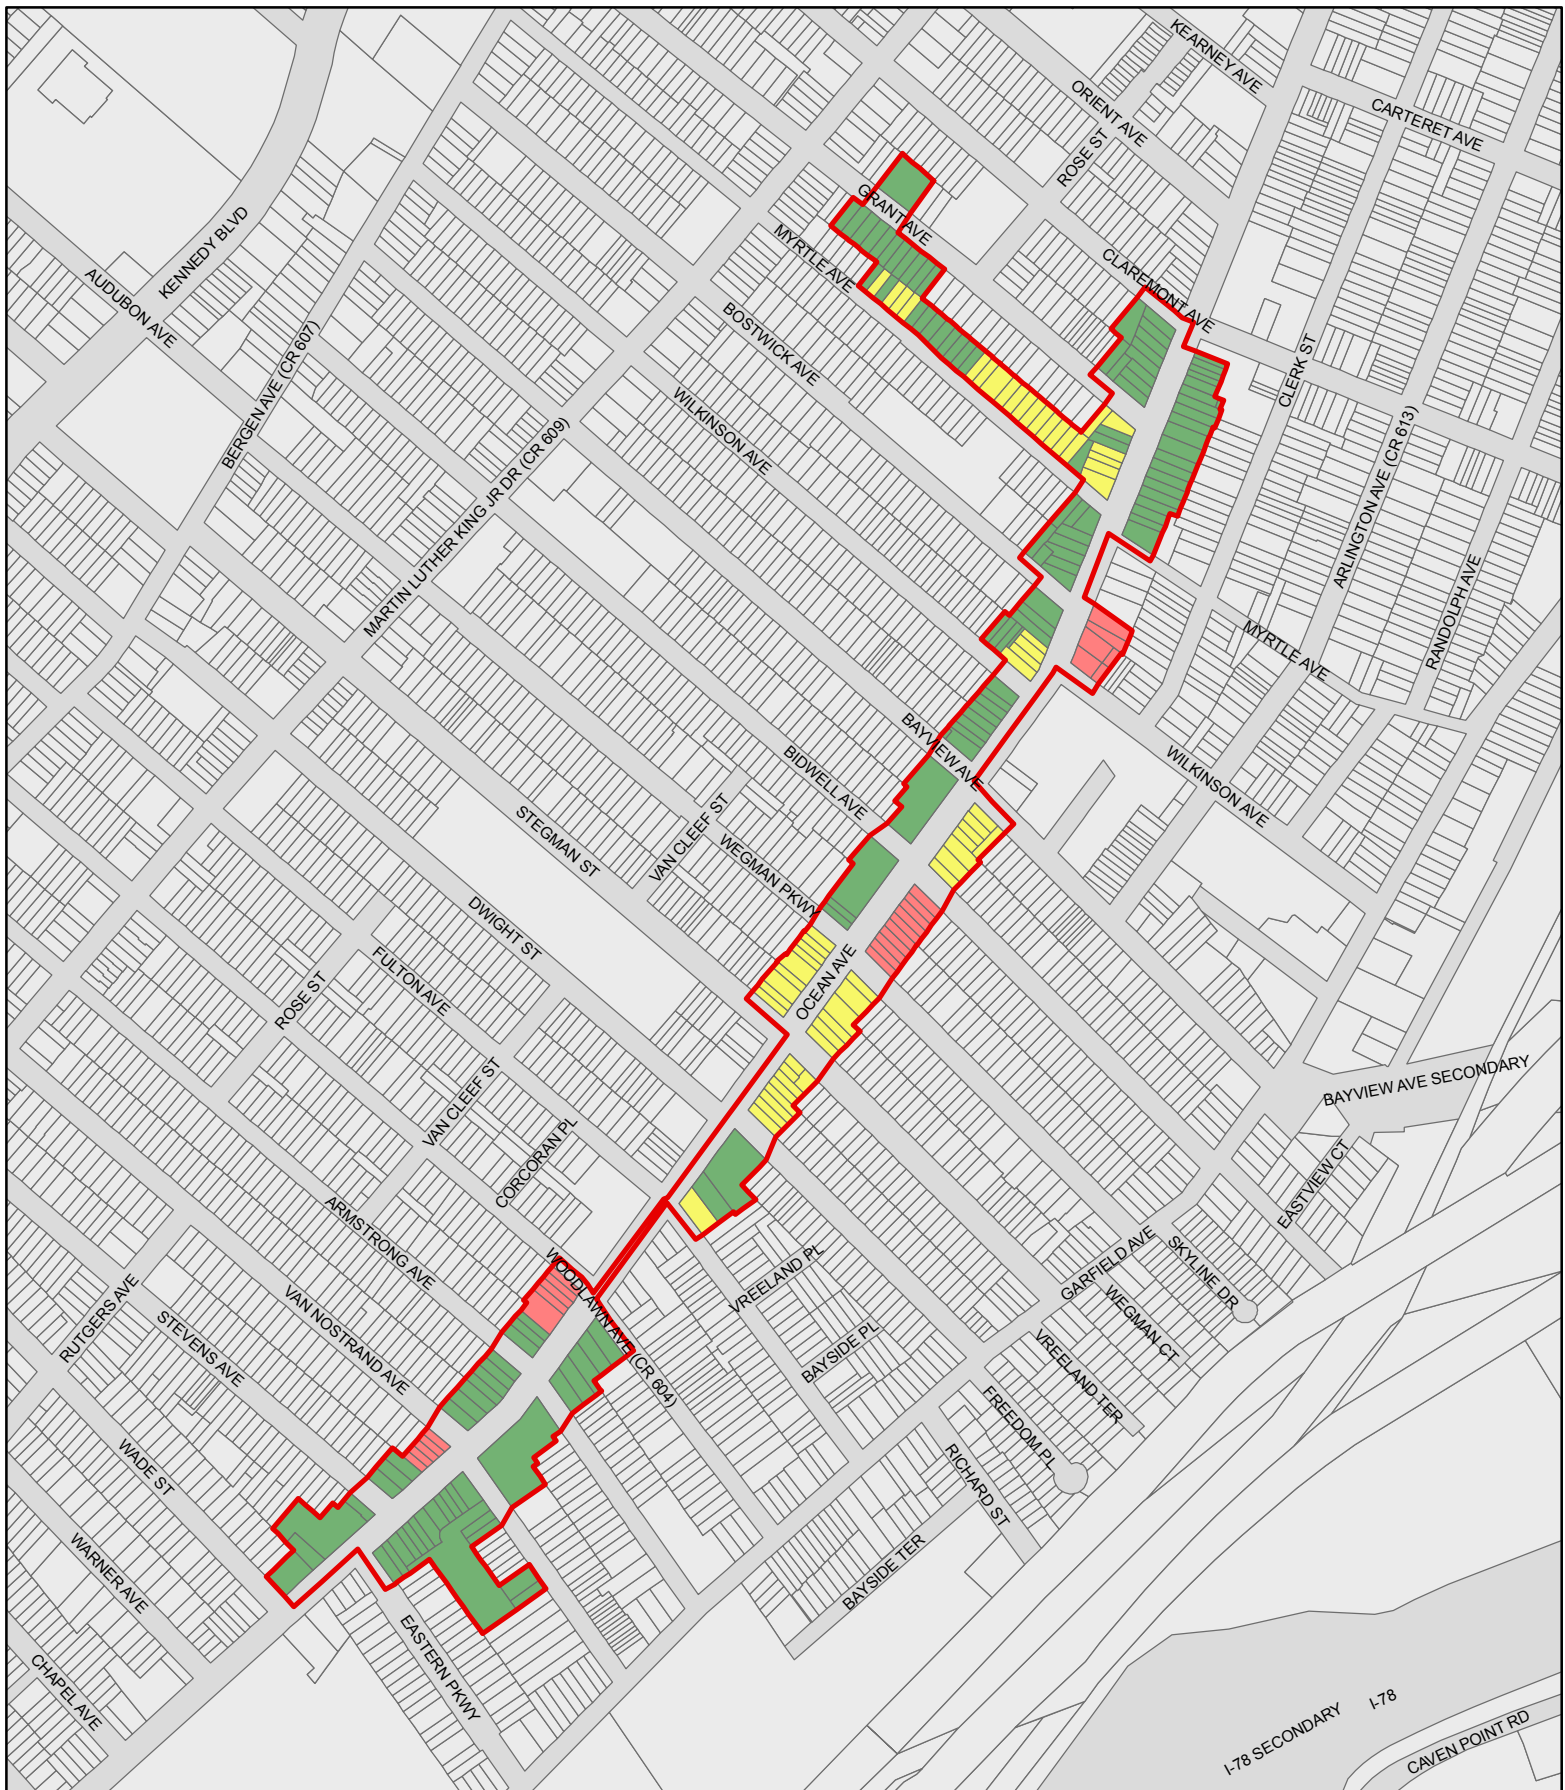 KEARNEY AVE
ORIENT AVE
CARTERET AVE
ROSE ST
GRANT AVE
KENNEDY BLVD
MYRTLE AVE
CLAREMONT AVE
AUDUBON AVE
BOSTWICK AVE
CLERK ST
BERGEN AVE (CR 607)
WILKINSON AVE
MARTIN LUTHER KING JR DR (CR 609)
ARLINGTON AVE (CR 613)
RANDOLPH AVE
MYRTLE AVE
BAYVIEW AVE
BIDWELL AVE
WILKINSON AVE
STEGMAN ST
VAN CLEEF ST
WEGMAN PKWY
DWIGHT ST
FULTON AVE
OCEAN AVE
ROSE ST
VAN CLEEF ST
BAYVIEW AVE SECONDARY
CORCORAN PL
EASTVIEW CT
ARMSTRONG AVE
GARFIELD AVE
SKYLINE DR
VREELAND PL
WOODLAWN AVE (CR 604)
WEGMAN CT
RUTGERS AVE
VAN NOSTRAND AVE
STEVENS AVE
BAYSIDE PL
VREELAND TER
FREEDOM PL
WADE ST
RICHARD ST
WARNER AVE
BAYSIDE TER
EASTERN PKWY
CHAPEL AVE
I-78
I-78 SECONDARY
CAVEN POINT RD